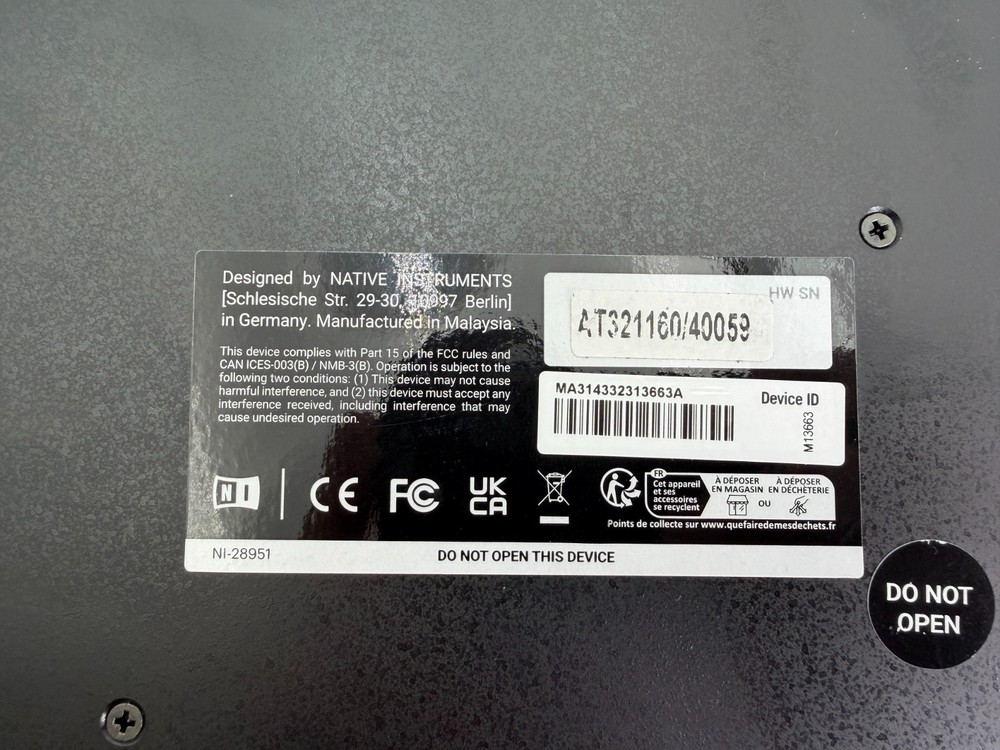 Designed by NATIVE INSTRUMENTS
[Schlesische Str. 29-30, 10997 Berlin]
in Germany. Manufactured in Malaysia.
This device complies with Part 15 of the FCC rules and
CAN ICES-003(B) / NMB-3(B). Operation is subject to the
following two conditions: (1) This device may not cause
harmful interference, and (2) this device must accept any
interference received, including interference that may
cause undesired operation.
HW SN
AT321160/40059
MA314332313663A
Device ID
M13663
NI
CE
FC
UK
CA
FR
Cet appareil
et ses
accessoires
se recyclent
À DÉPOSER
EN MAGASIN
OU
À DÉPOSER
EN DÉCHÈTERIE
Points de collecte sur www.quefairedemesdechets.fr
NI-28951
DO NOT OPEN THIS DEVICE
DO NOT
OPEN